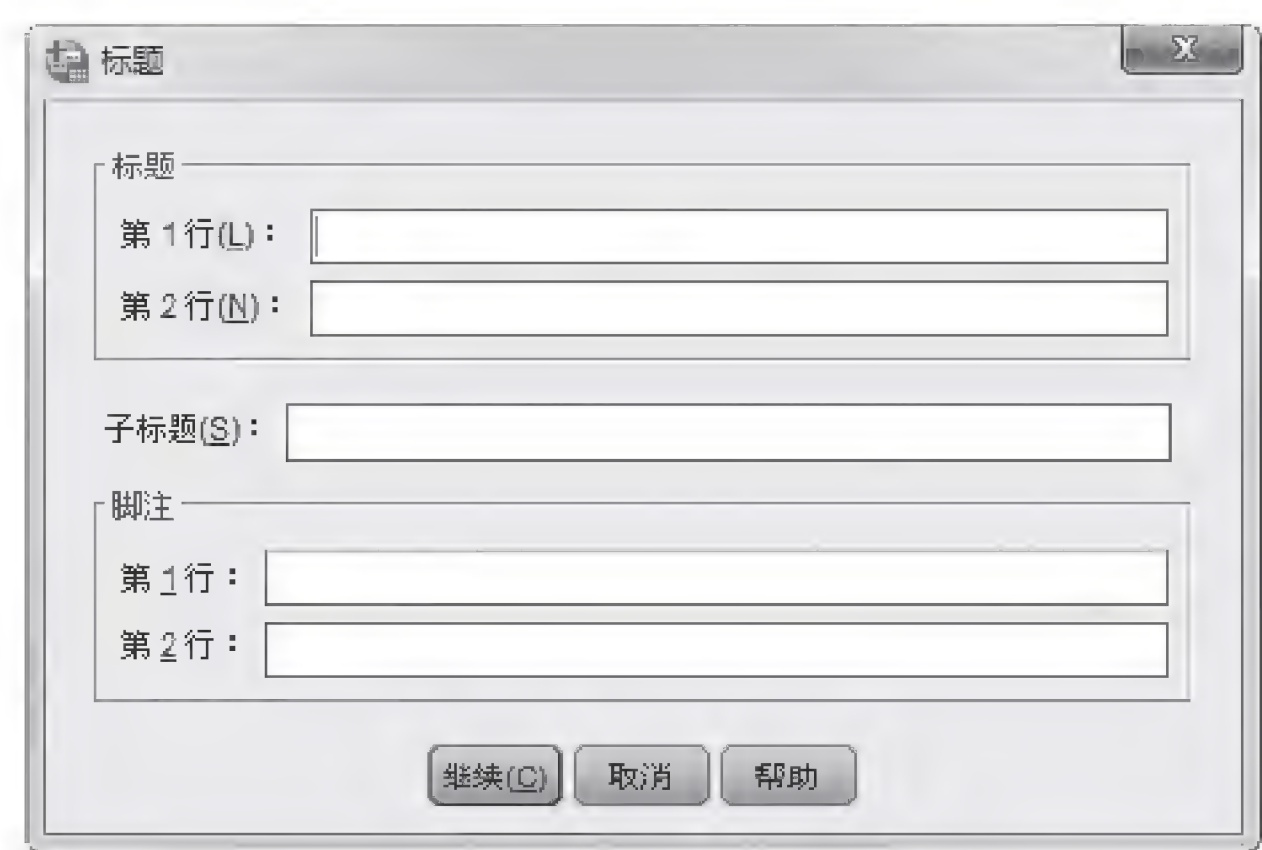 标题
标题
第 1 行(L)：
第 2 行(N)：
子标题(S)：
脚注
第 1 行：
第 2 行：
继续(C) 取消 帮助